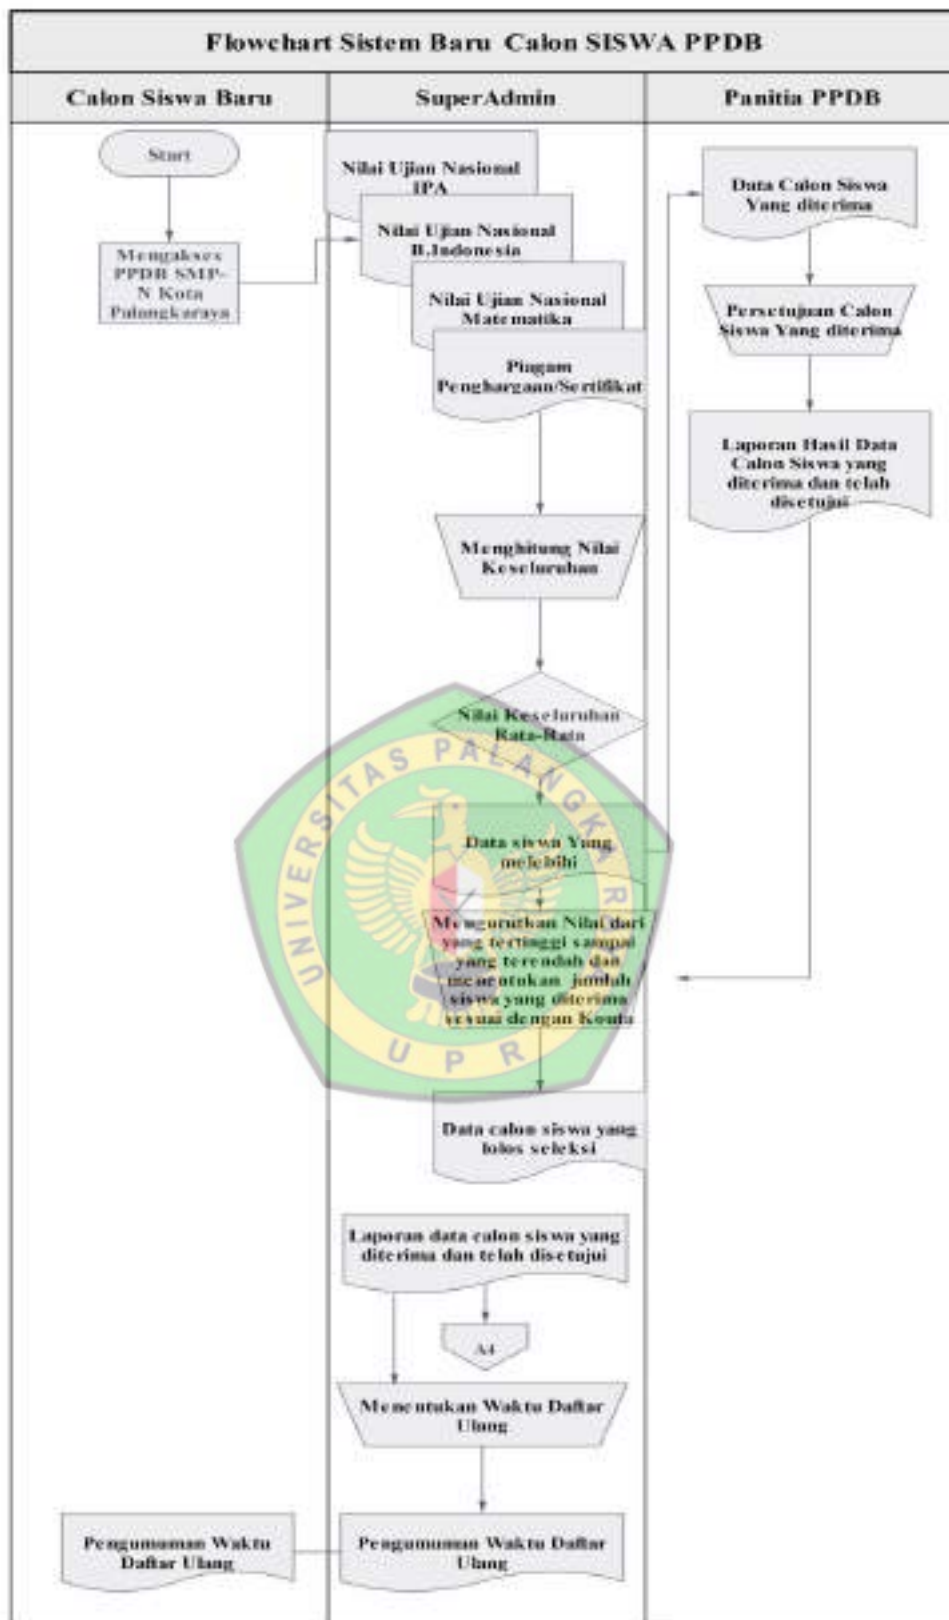 Flowchart Sistem Baru Calon SISWA PPDB
Calon Siswa Baru
SuperAdmin
Panitia PPDB
Start
Mengakses
PPDB SMP-
N Kota
Palangkaraya
Nilai Ujian Nasional
IPA
Nilai Ujian Nasional
B.Indonesia
Nilai Ujian Nasional
Matematika
Piagam
Penghargaan/Sertifikat
Menghitung Nilai
Keseluruhan
Nilai Keseluruhan
Rata-Rata
Data siswa Yang
melebihi
Mengurutkan Nilai dari
yang tertinggi sampai
yang terendah dan
menentukan jumlah
siswa yang diterima
sesuai dengan Kouta
Data calon siswa yang
lolos seleksi
Laporan data calon siswa yang
diterima dan telah disetujui
A4
Menentukan Waktu Daftar
Ulang
Pengumuman Waktu
Daftar Ulang
Pengumuman Waktu Daftar
Ulang
Data Calon Siswa
Yang diterima
Persetujuan Calon
Siswa Yang diterima
Laporan Hasil Data
Calon Siswa yang
diterima dan telah
disetujui
UNIVERSITAS PALANGKA RAYA
UPR